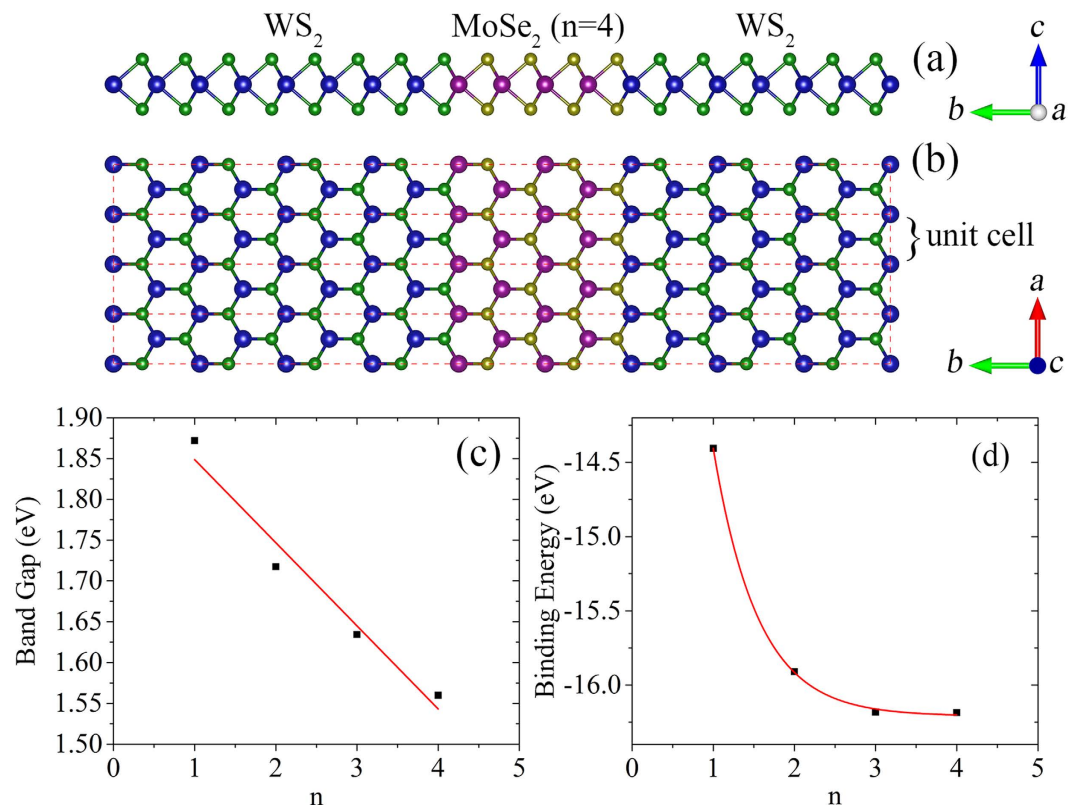 WS2 MoSe2 (n=4) WS2
(a)
c
b a
(b)
} unit cell
a
b c
(c)
1.90
1.85
1.80
1.75
1.70
1.65
1.60
1.55
1.50
Band Gap (eV)
0 1 2 3 4 5
n
(d)
-14.5
-15.0
-15.5
-16.0
Binding Energy (eV)
0 1 2 3 4 5
n